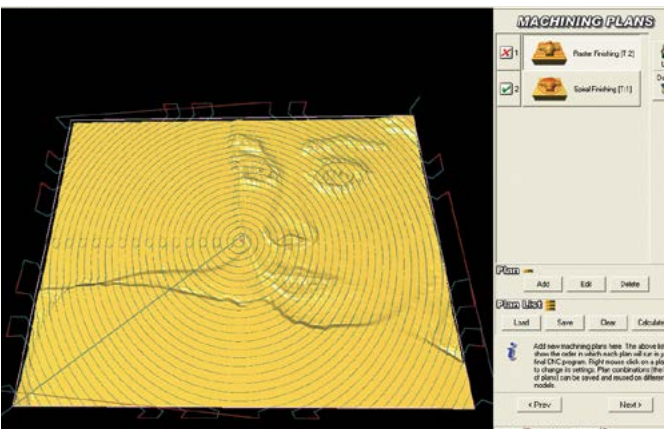 MACHINING PLANS
1
Raster Finishing [T:2]
2
Spiral Finishing [T:1]
Plan
Add Edit Delete
Plan List
Load Save Clear Calculate
Add new machining plans here. The above list
show the order in which each plan will run in y
final CNC program. Right mouse click on a plan
to change its settings. Plan combinations (the l
of plans) can be saved and reused on different
models.
< Prev Next >